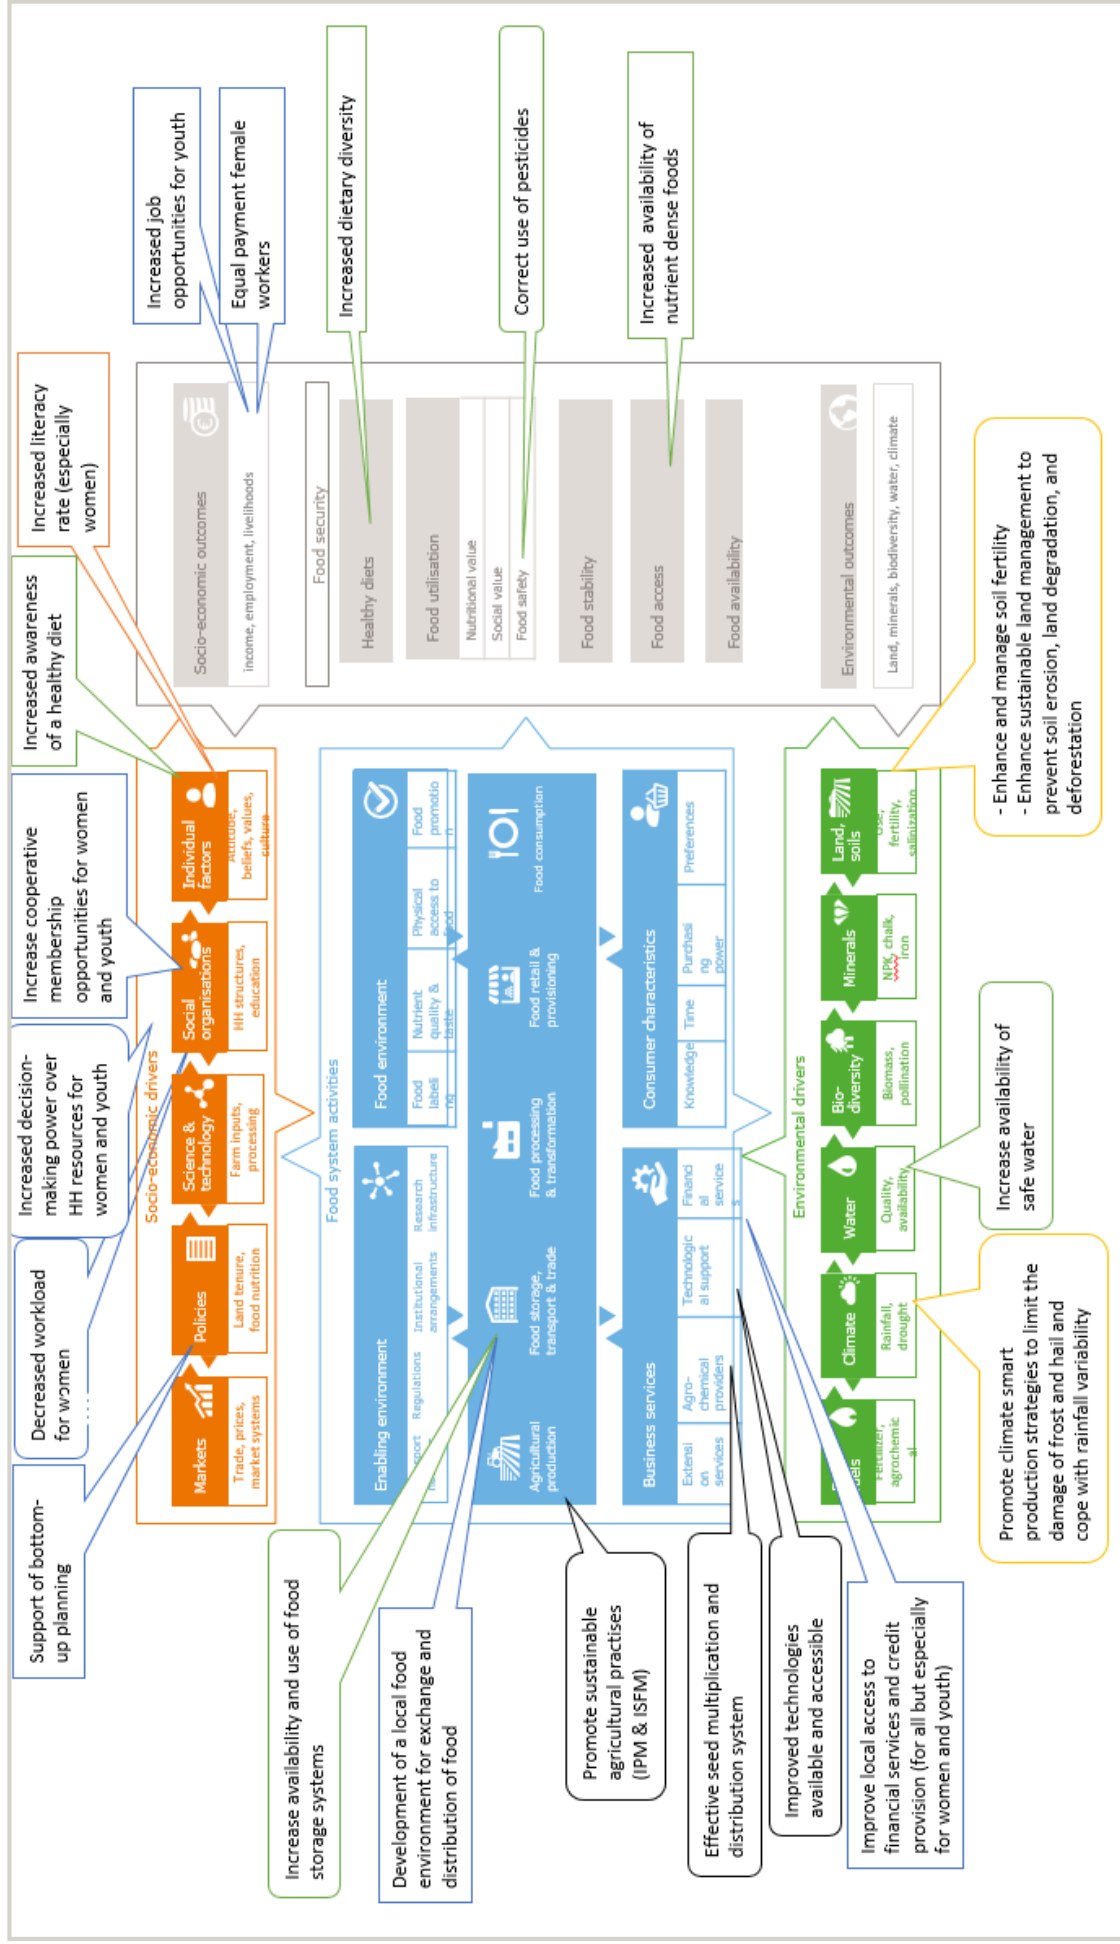 Support of bottom-
up planning
Decreased workload
for women
Increased decision-
making power over
HH resources for
women and youth
Increase cooperative
membership
opportunities for women
and youth
Increased awareness
of a healthy diet
Increased literacy
rate (especially
women)
Increased job
opportunities for youth
Equal payment female
workers
Increased dietary diversity
Correct use of pesticides
Increased availability of
nutrient dense foods
Socio-economic drivers
Markets
Trade, prices,
market systems
Policies
Land tenure,
food nutrition
Science &
technology
Farm inputs,
processing
Social
organisations
HH structures,
education
Individual
factors
Attitude,
beliefs, values,
culture
Food system activities
Enabling environment
Regulations
Institutional
arrangements
Research
infrastructure
Food environment
Food
labeli
ng
Nutrient
quality &
taste
Physical
access to
food
Food
promotio
n
Agricultural
production
Food storage,
transport & trade
Food processing
& transformation
Food retail &
provisioning
Food consumption
Business services
Extensi
on
services
Agro-
chemical
providers
Technologic
al support
Financi
al
service
s
Consumer characteristics
Knowledge
Time
Purchasi
ng
power
Preferences
Environmental drivers
agrochemic
al
Climate
Rainfall,
drought
Water
Quality,
availability
Bio-
diversity
Biomass,
pollination
Minerals
NPK, chalk,
iron
Land,
soils
fertility,
salinization
Socio-economic outcomes
income, employment, livelihoods
Food security
Healthy diets
Food utilisation
Nutritional value
Social value
Food safety
Food stability
Food access
Food availability
Environmental outcomes
Land, minerals, biodiversity, water, climate
Increase availability and use of food
storage systems
Development of a local food
environment for exchange and
distribution of food
Promote sustainable
agricultural practises
(IPM & ISFM)
Effective seed multiplication and
distribution system
Improved technologies
available and accessible
Improve local access to
financial services and credit
provision (for all but especially
for women and youth)
Promote climate smart
production strategies to limit the
damage of frost and hail and
cope with rainfall variability
Increase availability of
safe water
- Enhance and manage soil fertility
- Enhance sustainable land management to
prevent soil erosion, land degradation, and
deforestation